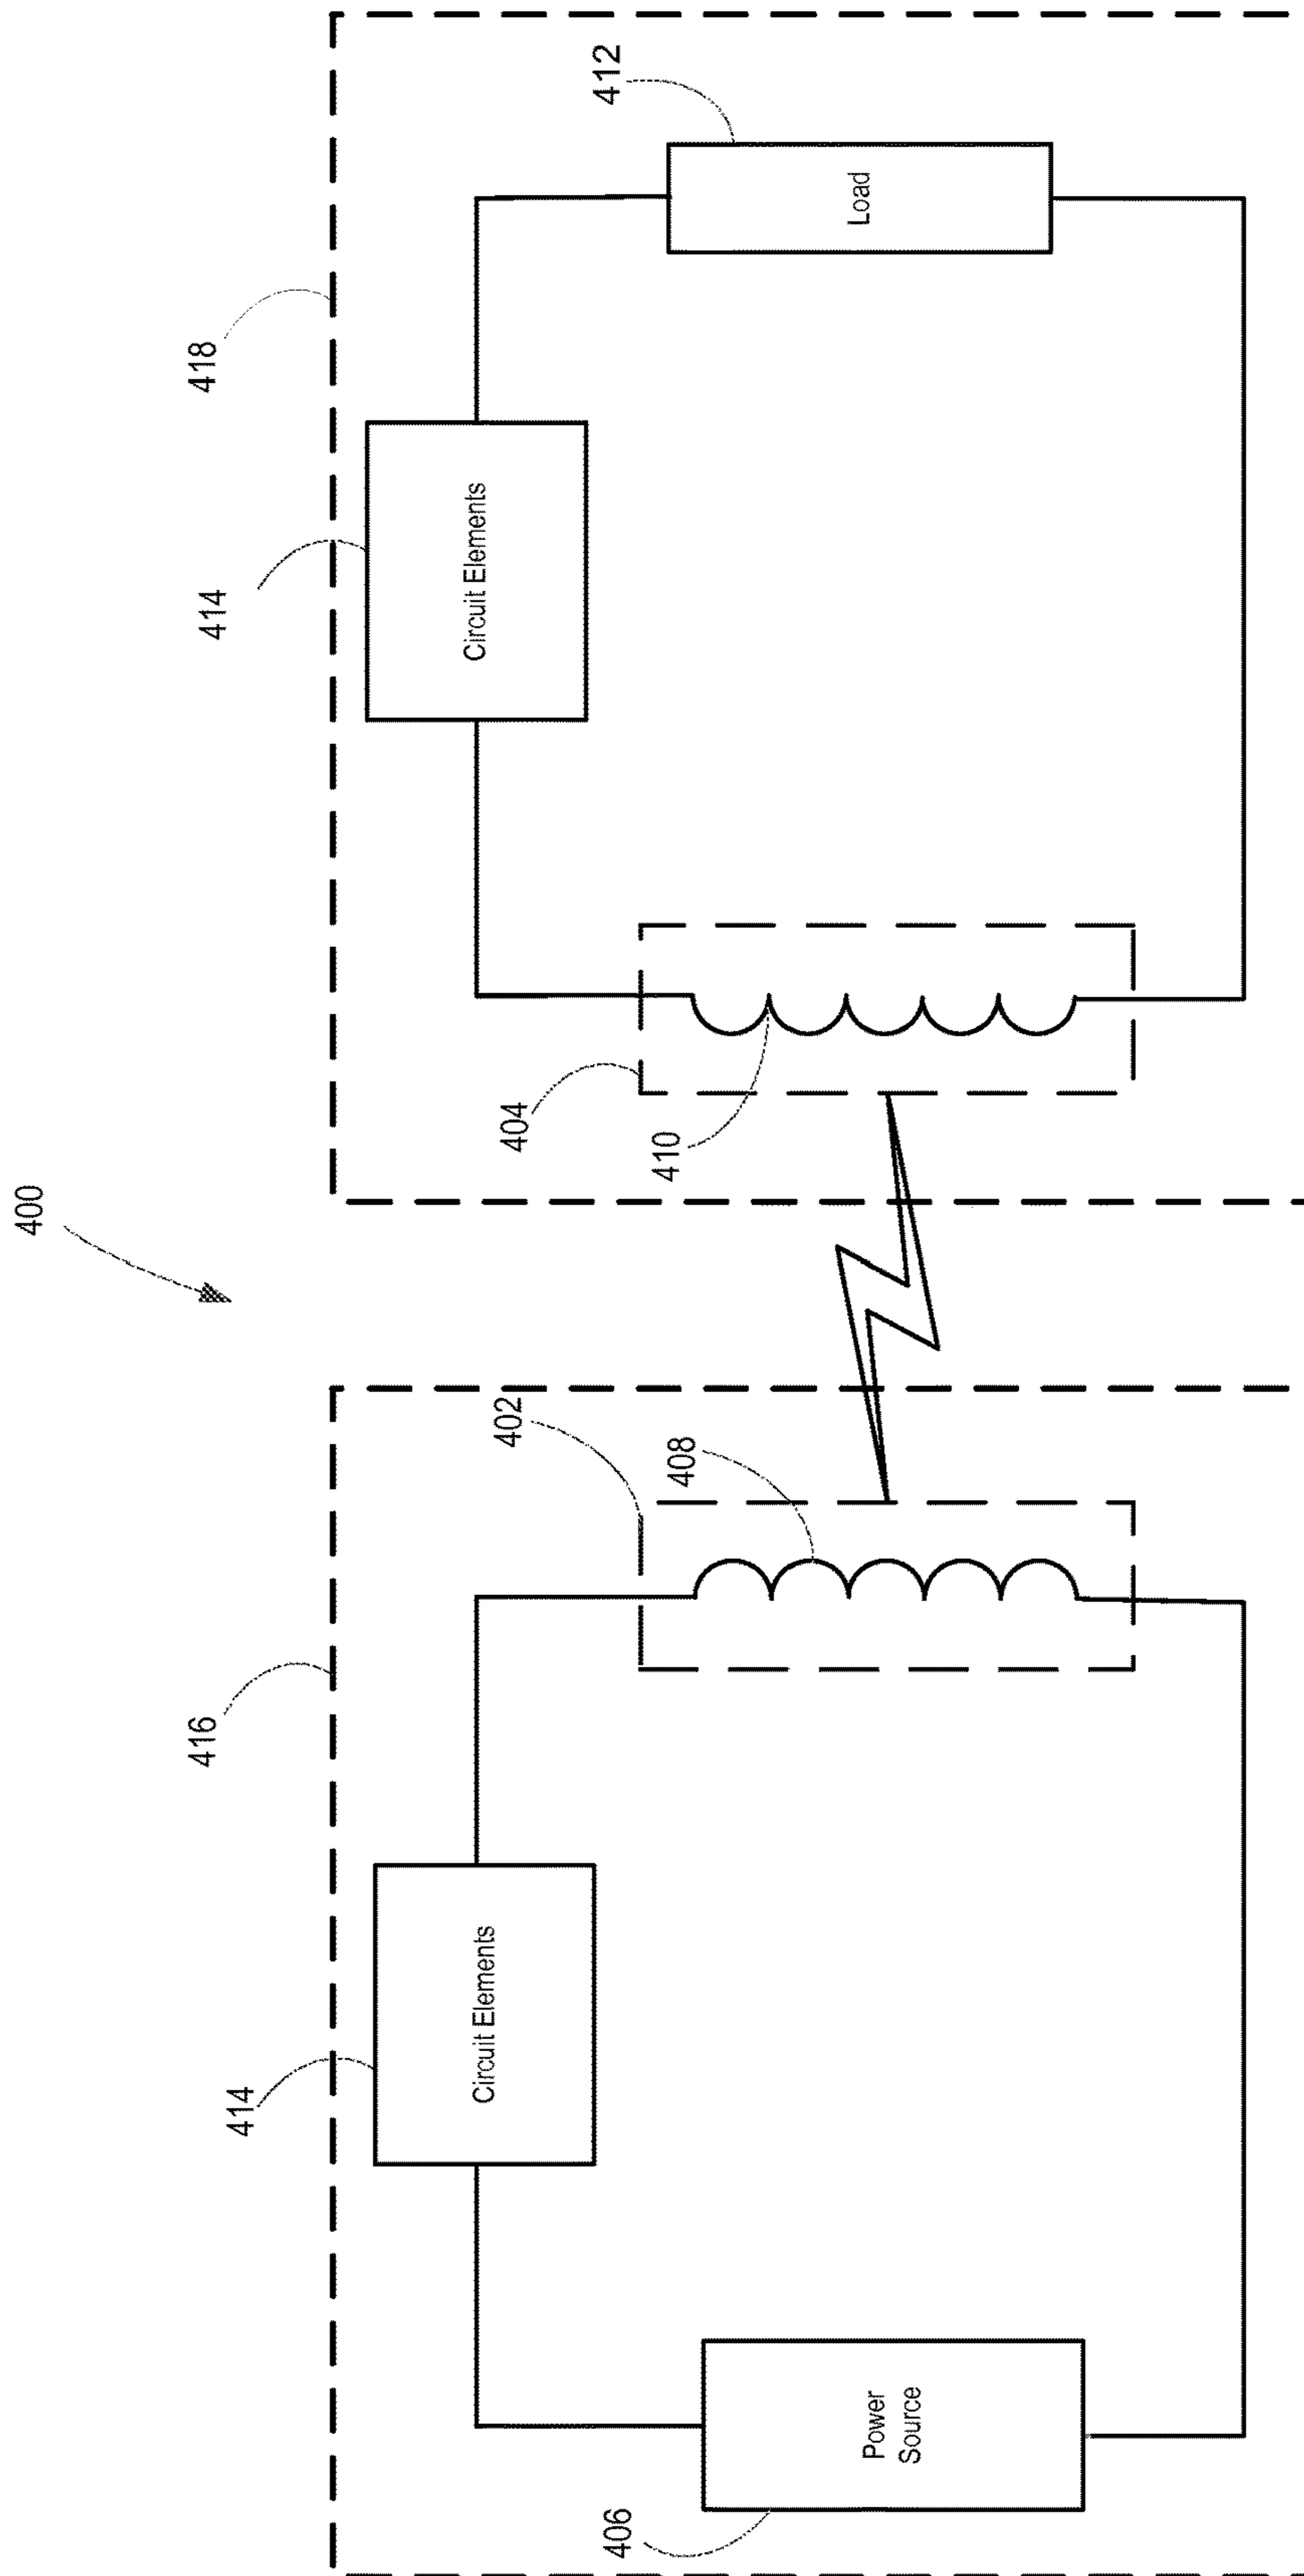 400
416
418
414
Circuit Elements
414
Circuit Elements
402
408
404
410
406
Power
Source
412
Load